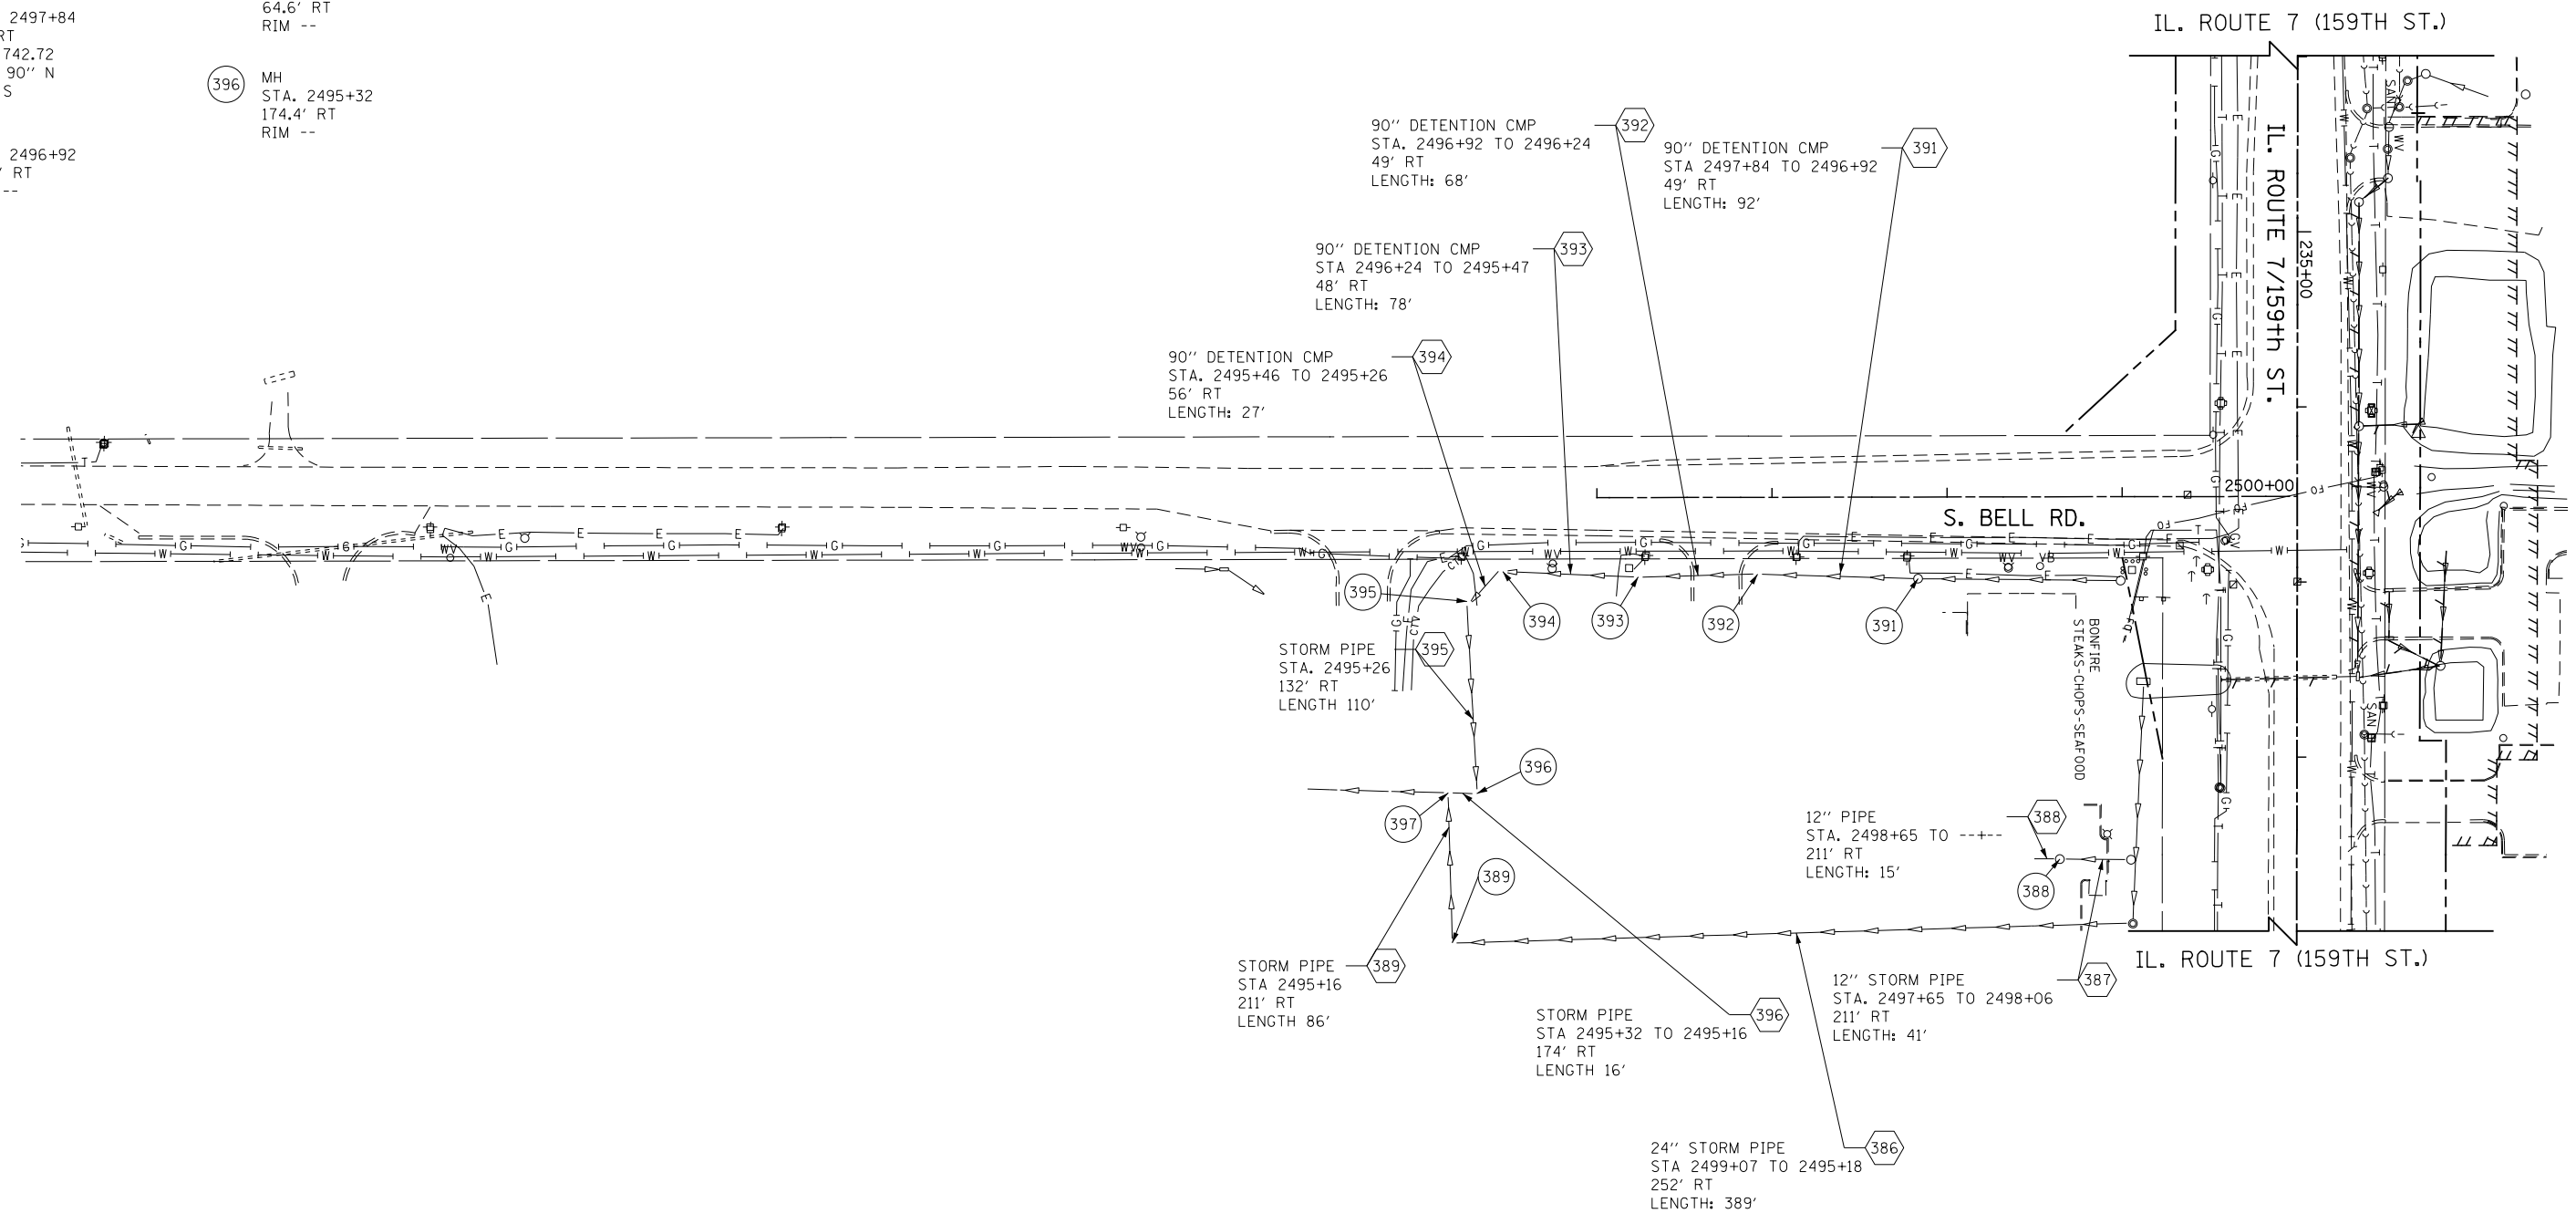 2497+84
RT
742.72
90'' N
S
2496+92
' RT
--
64.6' RT
RIM --
396
MH
STA. 2495+32
174.4' RT
RIM --
90'' DETENTION CMP
STA. 2496+92 TO 2496+24
49' RT
LENGTH: 68'
392
90'' DETENTION CMP
STA 2497+84 TO 2496+92
49' RT
LENGTH: 92'
391
90'' DETENTION CMP
STA 2496+24 TO 2495+47
48' RT
LENGTH: 78'
393
90'' DETENTION CMP
STA. 2495+46 TO 2495+26
56' RT
LENGTH: 27'
394
IL. ROUTE 7 (159TH ST.)
IL. ROUTE 7/159th ST.
235+00
2500+00
S. BELL RD.
395
394
393
392
391
STORM PIPE
STA. 2495+26
132' RT
LENGTH 110'
395
BONFIRE
STEAKS-CHOPS-SEAFOOD
396
397
389
12'' PIPE
STA. 2498+65 TO --+--
211' RT
LENGTH: 15'
388
388
STORM PIPE
STA 2495+16
211' RT
LENGTH 86'
389
STORM PIPE
STA 2495+32 TO 2495+16
174' RT
LENGTH 16'
396
12'' STORM PIPE
STA. 2497+65 TO 2498+06
211' RT
LENGTH: 41'
387
24'' STORM PIPE
STA 2499+07 TO 2495+18
252' RT
LENGTH: 389'
386
IL. ROUTE 7 (159TH ST.)